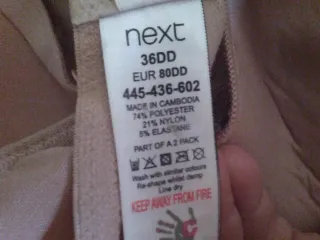 next
36DD
EUR 80DD
445-436-602
MADE IN CAMBODIA
74% POLYESTER
21% NYLON
5% ELASTANE
PART OF A 2 PACK
Wash with similar colours
Re-shape whilst damp
Line dry
KEEP AWAY FROM FIRE